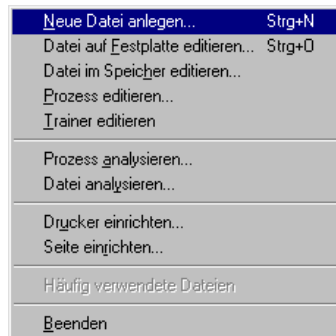 Neue Datei anlegen... Strg+N
Datei auf Festplatte editieren... Strg+O
Datei im Speicher editieren...
Prozess editieren...
Trainer editieren
Prozess analysieren...
Datei analysieren...
Drucker einrichten...
Seite einrichten...
Häufig verwendete Dateien
Beenden